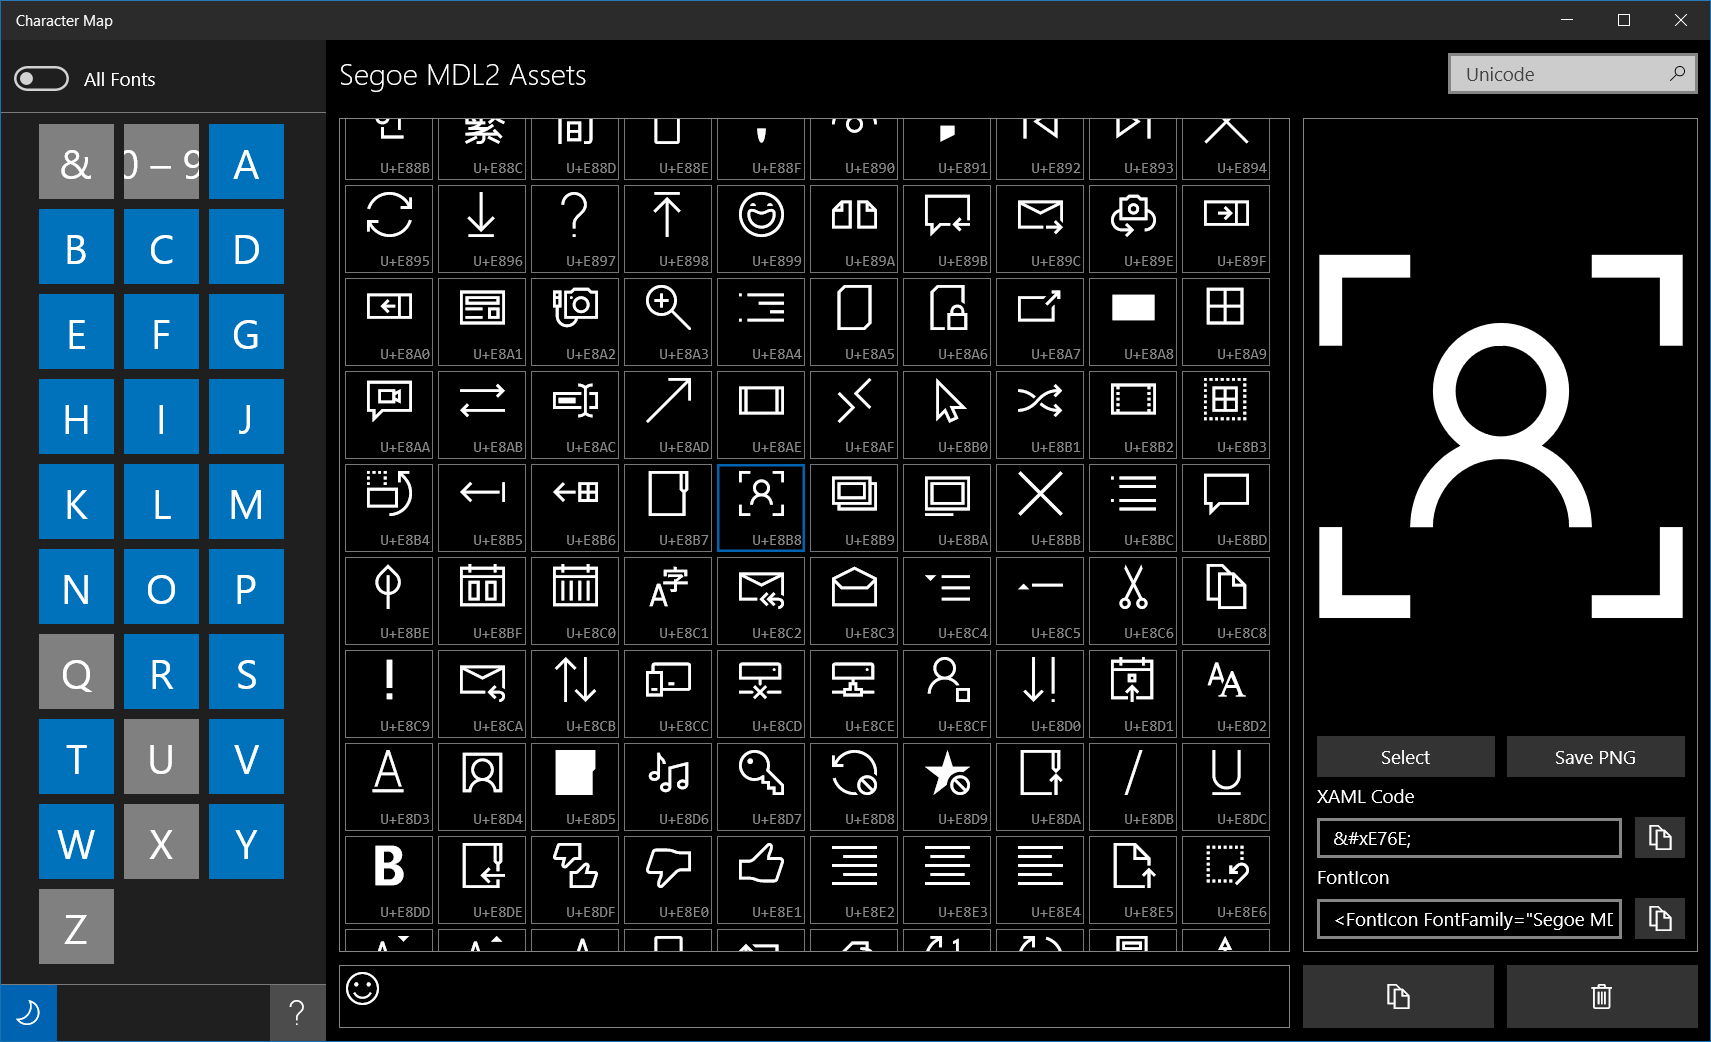 Character Map
All Fonts
Segoe MDL2 Assets
Unicode
& 0 – 9 A
B C D
E F G
H I J
K L M
N O P
Q R S
T U V
W X Y
Z
?
U+E88B U+E88C U+E88D U+E88E U+E88F U+E890 U+E891 U+E892 U+E893 U+E894
U+E895 U+E896 U+E897 U+E898 U+E899 U+E89A U+E89B U+E89C U+E89E U+E89F
U+E8A0 U+E8A1 U+E8A2 U+E8A3 U+E8A4 U+E8A5 U+E8A6 U+E8A7 U+E8A8 U+E8A9
U+E8AA U+E8AB U+E8AC U+E8AD U+E8AE U+E8AF U+E8B0 U+E8B1 U+E8B2 U+E8B3
U+E8B4 U+E8B5 U+E8B6 U+E8B7 U+E8B8 U+E8B9 U+E8BA U+E8BB U+E8BC U+E8BD
U+E8BE U+E8BF U+E8C0 U+E8C1 U+E8C2 U+E8C3 U+E8C4 U+E8C5 U+E8C6 U+E8C8
U+E8C9 U+E8CA U+E8CB U+E8CC U+E8CD U+E8CE U+E8CF U+E8D0 U+E8D1 U+E8D2
U+E8D3 U+E8D4 U+E8D5 U+E8D6 U+E8D7 U+E8D8 U+E8D9 U+E8DA U+E8DB U+E8DC
U+E8DD U+E8DE U+E8DF U+E8E0 U+E8E1 U+E8E2 U+E8E3 U+E8E4 U+E8E5 U+E8E6
Select Save PNG
XAML Code
&#xE76E;
FontIcon
<FontIcon FontFamily="Segoe MD